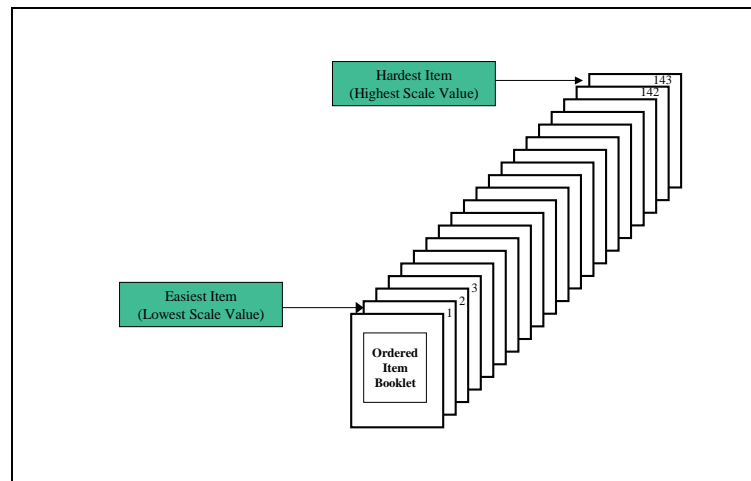 Hardest Item
(Highest Scale Value)
143
142
Easiest Item
(Lowest Scale Value)
3
2
1
Ordered
Item
Booklet